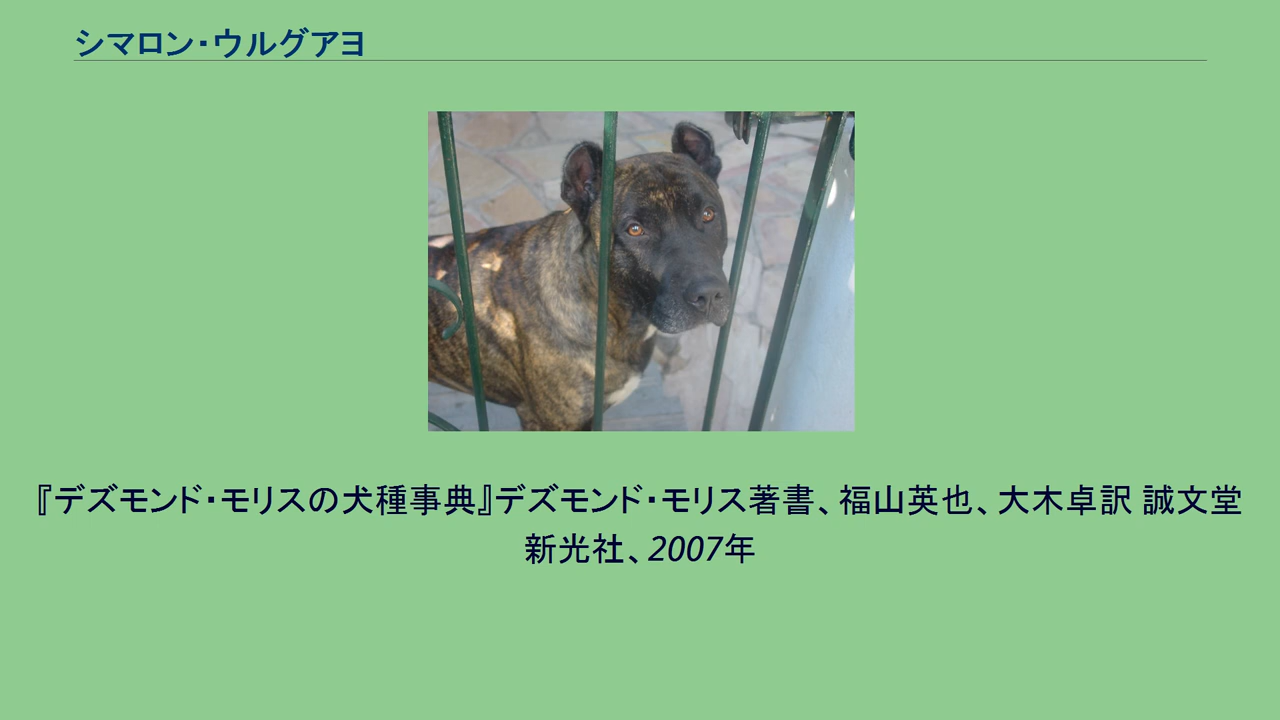 シマロン・ウルグアヨ
『デズモンド・モリスの犬種事典』デズモンド・モリス著書、福山英也、大木卓訳 誠文堂
新光社、2007年